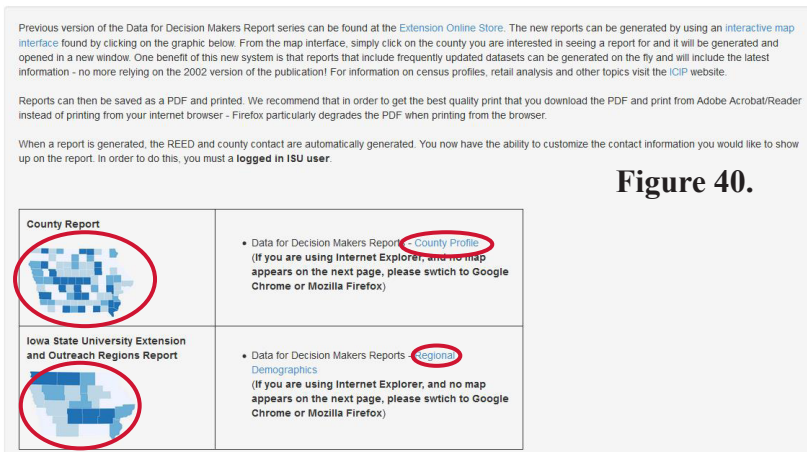 Previous version of the Data for Decision Makers Report series can be found at the Extension Online Store. The new reports can be generated by using an interactive map
interface found by clicking on the graphic below. From the map interface, simply click on the county you are interested in seeing a report for and it will be generated and
opened in a new window. One benefit of this new system is that reports that include frequently updated datasets can be generated on the fly and will include the latest
information - no more relying on the 2002 version of the publication! For information on census profiles, retail analysis and other topics visit the ICIP website.
Reports can then be saved as a PDF and printed. We recommend that in order to get the best quality print that you download the PDF and print from Adobe Acrobat/Reader
instead of printing from your internet browser - Firefox particularly degrades the PDF when printing from the browser.
When a report is generated, the REED and county contact are automatically generated. You now have the ability to customize the contact information you would like to show
up on the report. In order to do this, you must a logged in ISU user.
Figure 40.
County Report
• Data for Decision Makers Reports - County Profile
(If you are using Internet Explorer, and no map
appears on the next page, please swtich to Google
Chrome or Mozilla Firefox)
Iowa State University Extension
and Outreach Regions Report
• Data for Decision Makers Reports - Regional
Demographics
(If you are using Internet Explorer, and no map
appears on the next page, please swtich to Google
Chrome or Mozilla Firefox)